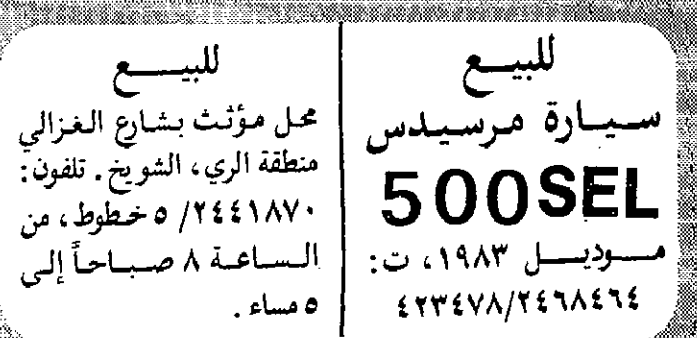 للبيع
سيارة مرسيدس
500SEL
موديل ١٩٨٣، ت:
٤٢٣٤٧٨/٢٤٦٨٤٦٤
للبيع
محل مؤثث بشارع الغزالي
منطقة الري، الشويخ. تلفون:
٢٤٤١٨٧٠/ ٥ خطوط، من
الساعة ٨ صباحاً إلى
٥ مساء.